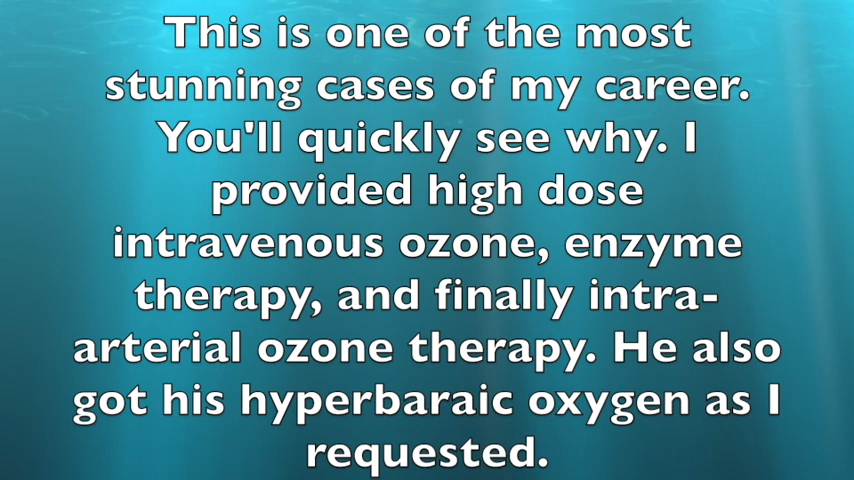 This is one of the most
stunning cases of my career.
You'll quickly see why. I
provided high dose
intravenous ozone, enzyme
therapy, and finally intra-
arterial ozone therapy. He also
got his hyperbaraic oxygen as I
requested.